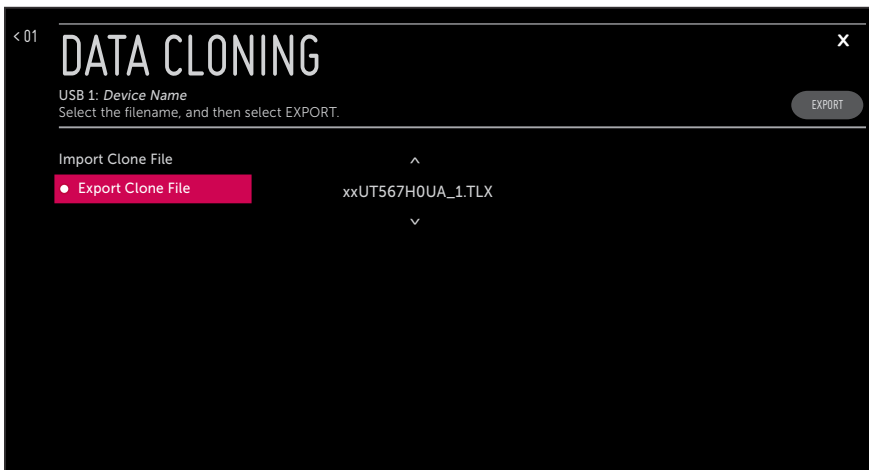 < 01
DATA CLONING
X
USB 1: Device Name
Select the filename, and then select EXPORT.
EXPORT
Import Clone File
Export Clone File
xxUT567H0UA_1.TLX